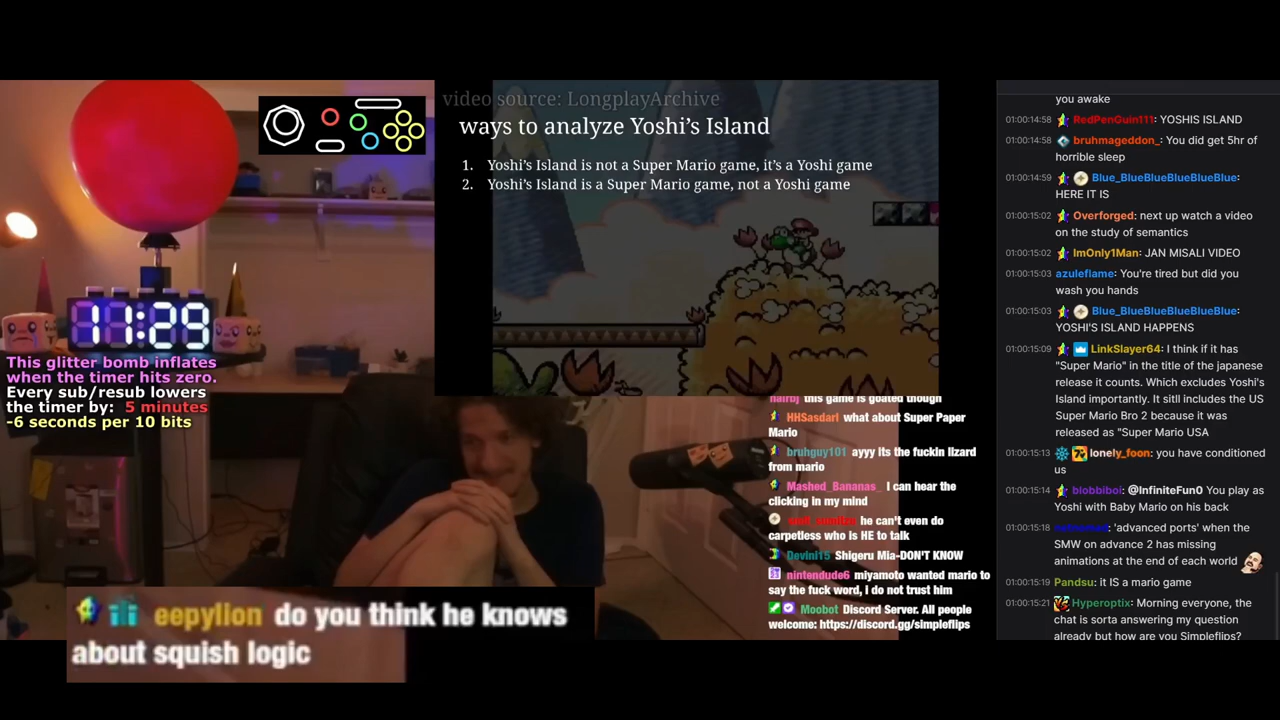 11:29
This glitter bomb inflates
when the timer hits zero.
Every sub/resub lowers
the timer by: 5 minutes
-6 seconds per 10 bits
video source: LongplayArchive
ways to analyze Yoshi's Island
1. Yoshi's Island is not a Super Mario game, it's a Yoshi game
2. Yoshi's Island is a Super Mario game, not a Yoshi game
this game is goated though
HHSasdari what about Super Paper
Mario
bruhguy101 ayyy its the fuckin lizard
from mario
Mashed_Bananas_ I can hear the
clicking in my mind
he can't even do
carpetless who is HE to talk
Devini15 Shigeru Mia-DON'T KNOW
nintendude6 miyamoto wanted mario to
say the fuck word, i do not trust him
Moobot Discord Server. All people
welcome: https://discord.gg/simpleflips
eepylion do you think he knows
about squish logic
you awake
01:00:14:58 RedPenGuin111: YOSHIS ISLAND
01:00:14:58 bruhmageddon_: You did get 5hr of
horrible sleep
01:00:14:59 Blue_BlueBlueBlueBlueBlue:
HERE IT IS
01:00:15:02 Overforged: next up watch a video
on the study of semantics
01:00:15:02 ImOnly1Man: JAN MISALI VIDEO
01:00:15:03 azuleflame: You're tired but did you
wash you hands
01:00:15:03 Blue_BlueBlueBlueBlueBlue:
YOSHI'S ISLAND HAPPENS
01:00:15:09 LinkSlayer64: I think if it has
"Super Mario" in the title of the japanese
release it counts. Which excludes Yoshi's
Island importantly. It sitll includes the US
Super Mario Bro 2 because it was
released as "Super Mario USA
01:00:15:13 lonely_foon: you have conditioned
us
01:00:15:14 blobbiboi: @InfiniteFun0 You play as
Yoshi with Baby Mario on his back
01:00:15:18 : 'advanced ports' when the
SMW on advance 2 has missing
animations at the end of each world
01:00:15:19 Pandsu: it IS a mario game
01:00:15:21 Hyperoptix: Morning everyone, the
chat is sorta answering my question
already but how are you Simpleflips?